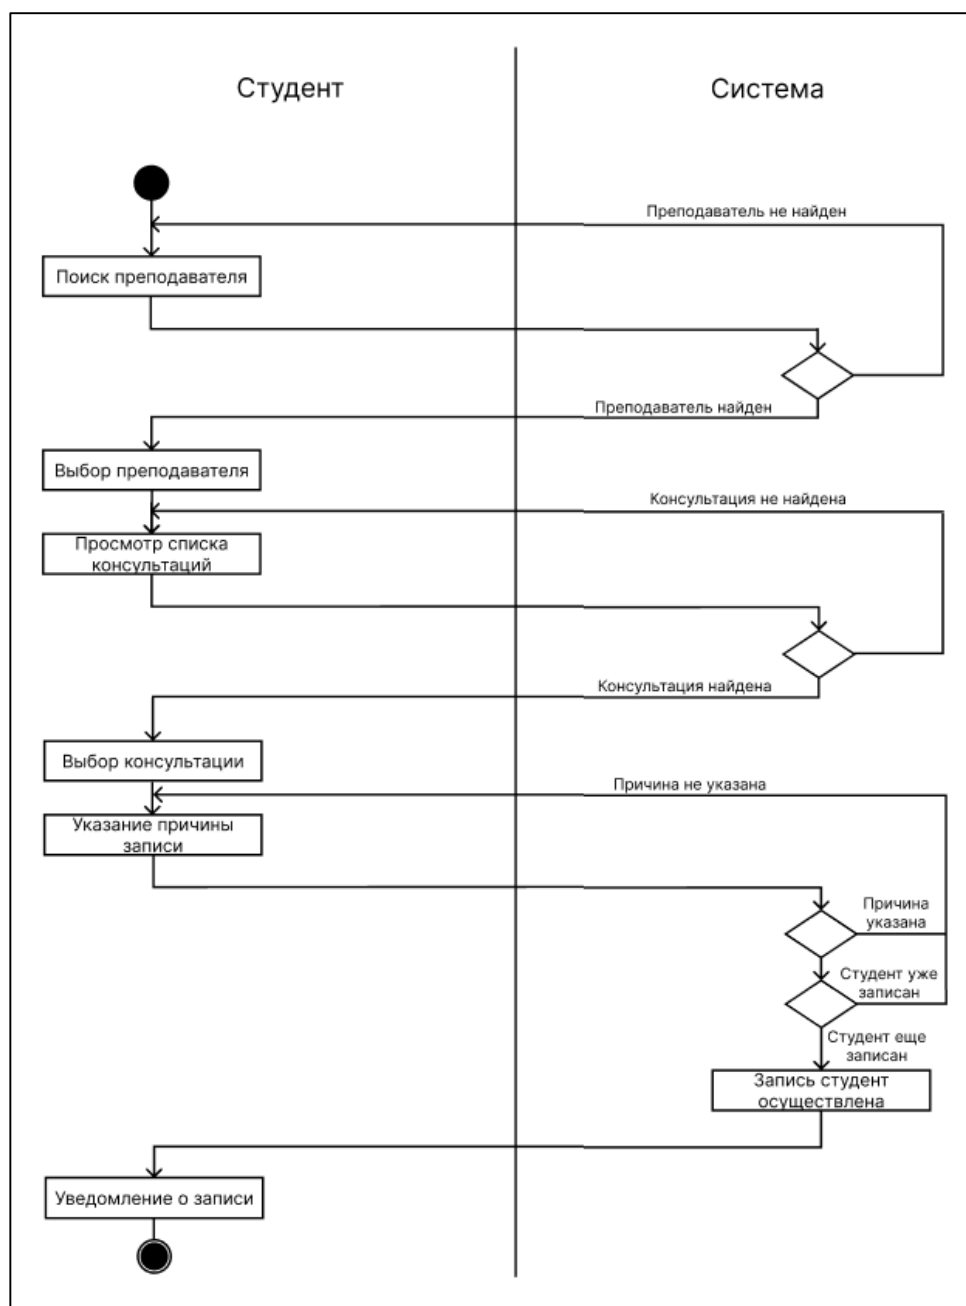 Студент
Система
Преподаватель не найден
Поиск преподавателя
Преподаватель найден
Выбор преподавателя
Консультация не найдена
Просмотр списка
консультаций
Консультация найдена
Выбор консультации
Причина не указана
Указание причины
записи
Причина
указана
Студент уже
записан
Студент еще
записан
Запись студент
осуществлена
Уведомление о записи